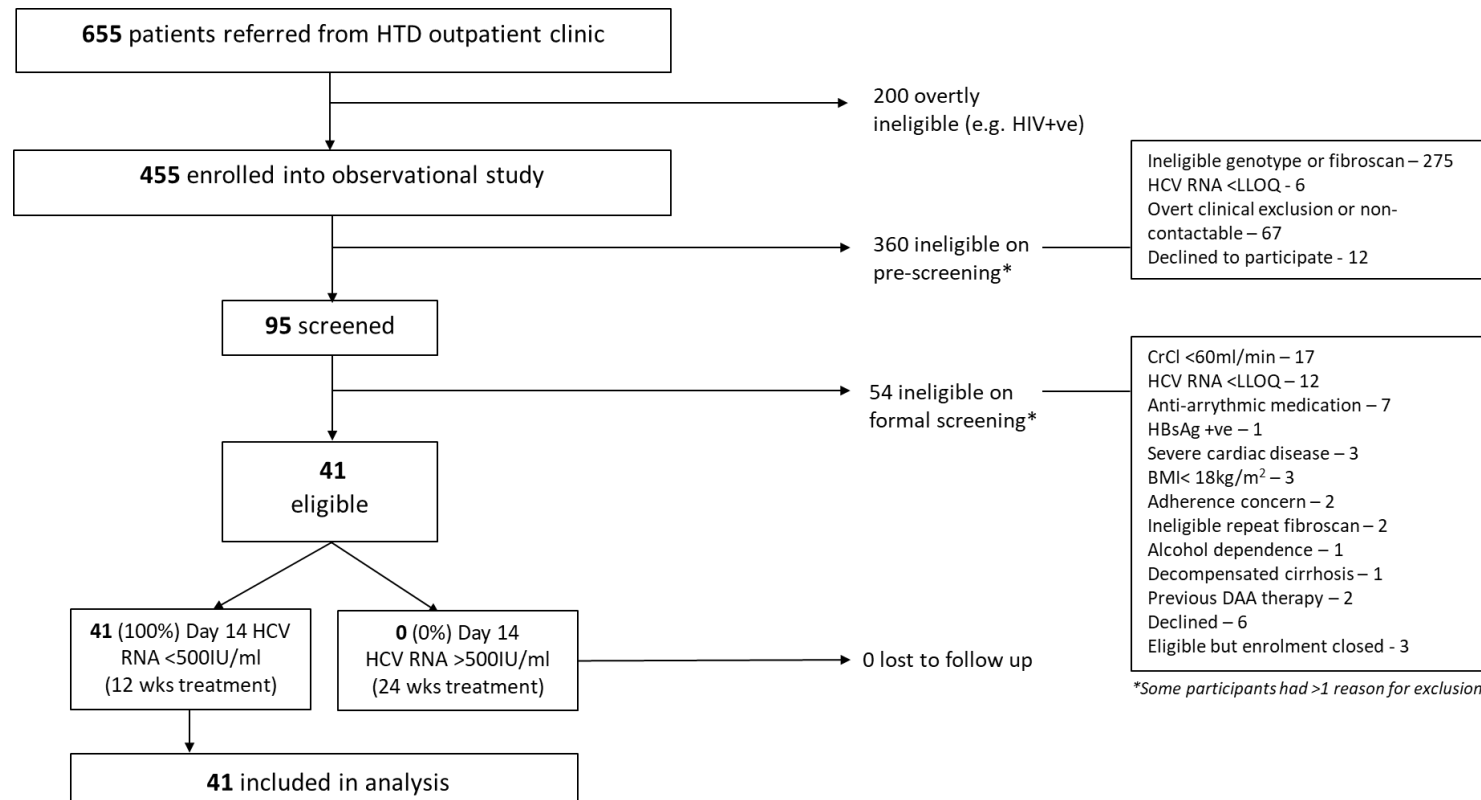 655 patients referred from HTD outpatient clinic
200 overtly
ineligible (e.g. HIV+ve)
455 enrolled into observational study
Ineligible genotype or fibroscan – 275
HCV RNA <LLOQ - 6
Overt clinical exclusion or non-
contactable – 67
Declined to participate - 12
360 ineligible on
pre-screening*
95 screened
54 ineligible on
formal screening*
CrCl <60ml/min – 17
HCV RNA <LLOQ – 12
Anti-arrythmic medication – 7
HBsAg +ve – 1
Severe cardiac disease – 3
BMI< 18kg/m² – 3
Adherence concern – 2
Ineligible repeat fibroscan – 2
Alcohol dependence – 1
Decompensated cirrhosis – 1
Previous DAA therapy – 2
Declined – 6
Eligible but enrolment closed - 3
*Some participants had >1 reason for exclusion
41
eligible
41 (100%) Day 14 HCV
RNA <500IU/ml
(12 wks treatment)
0 (0%) Day 14
HCV RNA >500IU/ml
(24 wks treatment)
0 lost to follow up
41 included in analysis